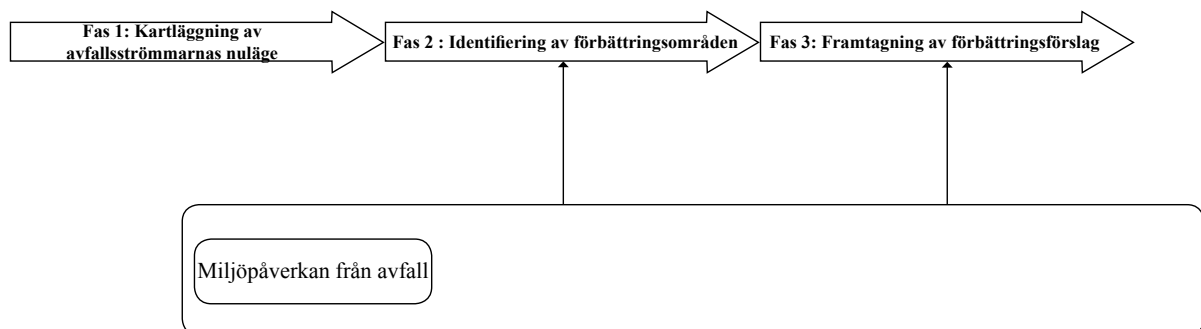 Fas 1: Kartläggning av
avfallsströmmarnas nuläge
Fas 2 : Identifiering av förbättringsområden
Fas 3: Framtagning av förbättringsförslag
Miljöpåverkan från avfall